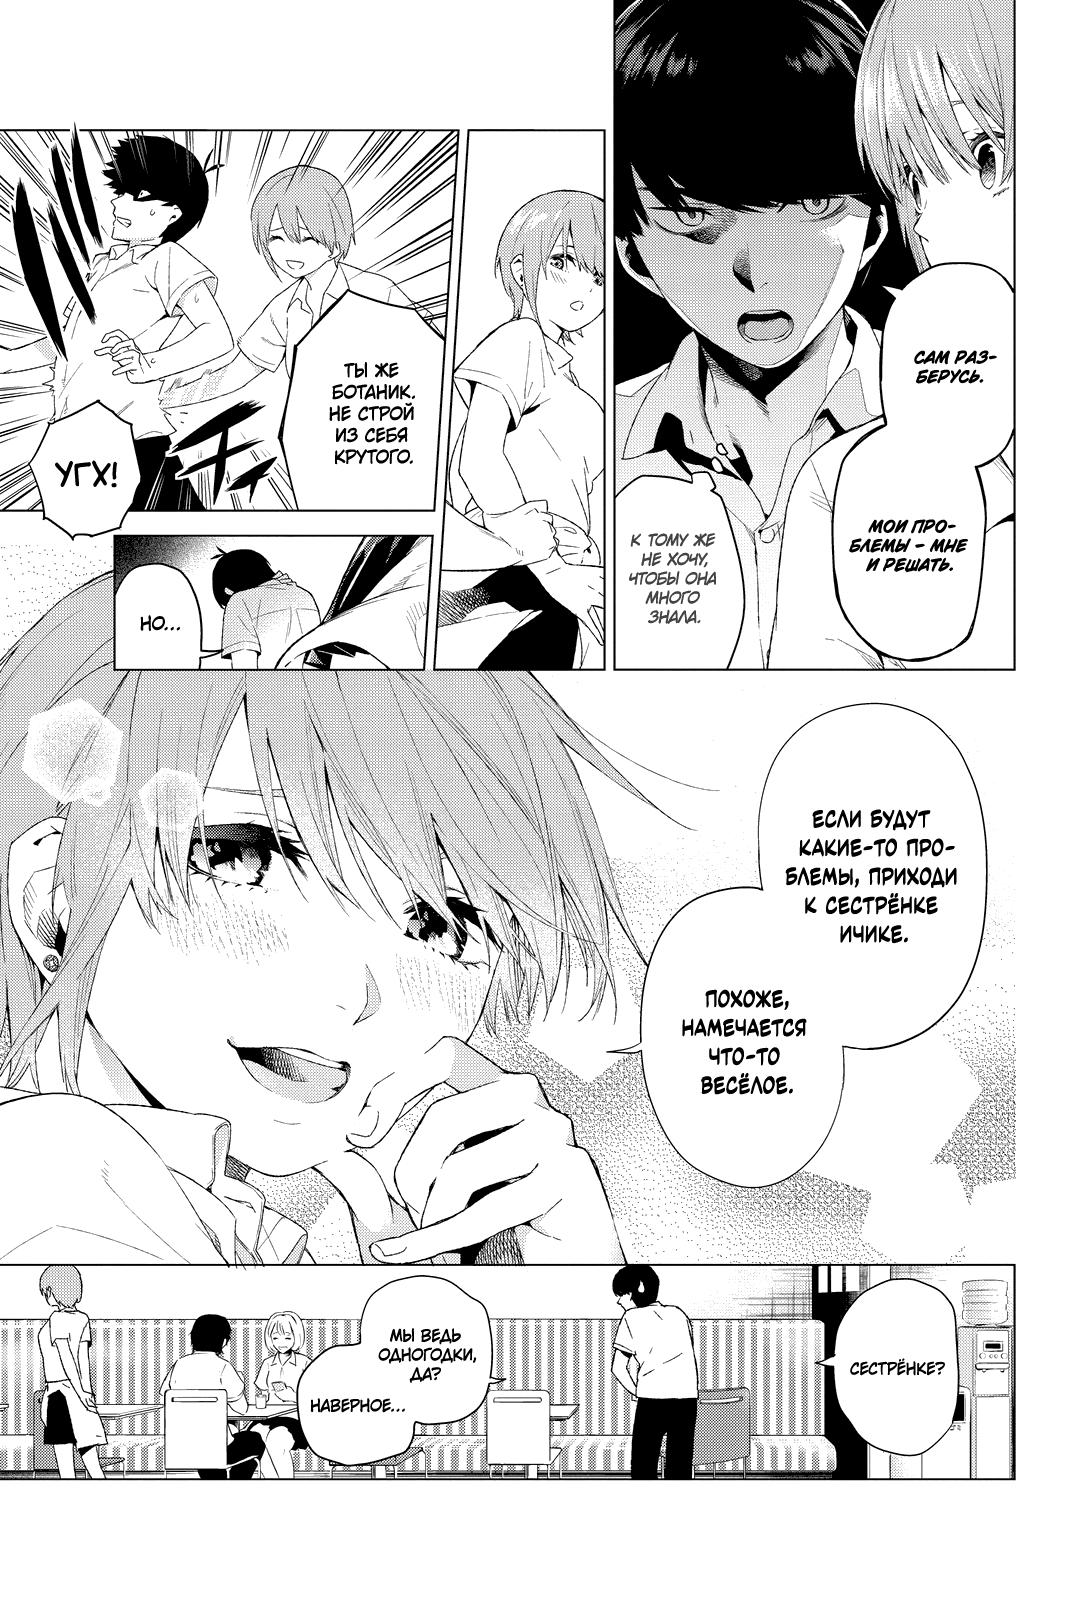 САМ РАЗ-
БЕРУСЬ.
МОИ ПРО-
БЛЕМЫ – МНЕ
И РЕШАТЬ.
К ТОМУ ЖЕ
НЕ ХОЧУ,
ЧТОБЫ ОНА
МНОГО
ЗНАЛА.
ТЫ ЖЕ
БОТАНИК.
НЕ СТРОЙ
ИЗ СЕБЯ
КРУТОГО.
УГХ!
НО...
ЕСЛИ БУДУТ
КАКИЕ-ТО ПРО-
БЛЕМЫ, ПРИХОДИ
К СЕСТРЁНКЕ
ИЧИКЕ.
ПОХОЖЕ,
НАМЕЧАЕТСЯ
ЧТО-ТО
ВЕСЁЛОЕ.
СЕСТРЁНКЕ?
МЫ ВЕДЬ
ОДНОГОДКИ,
ДА?
НАВЕРНОЕ...